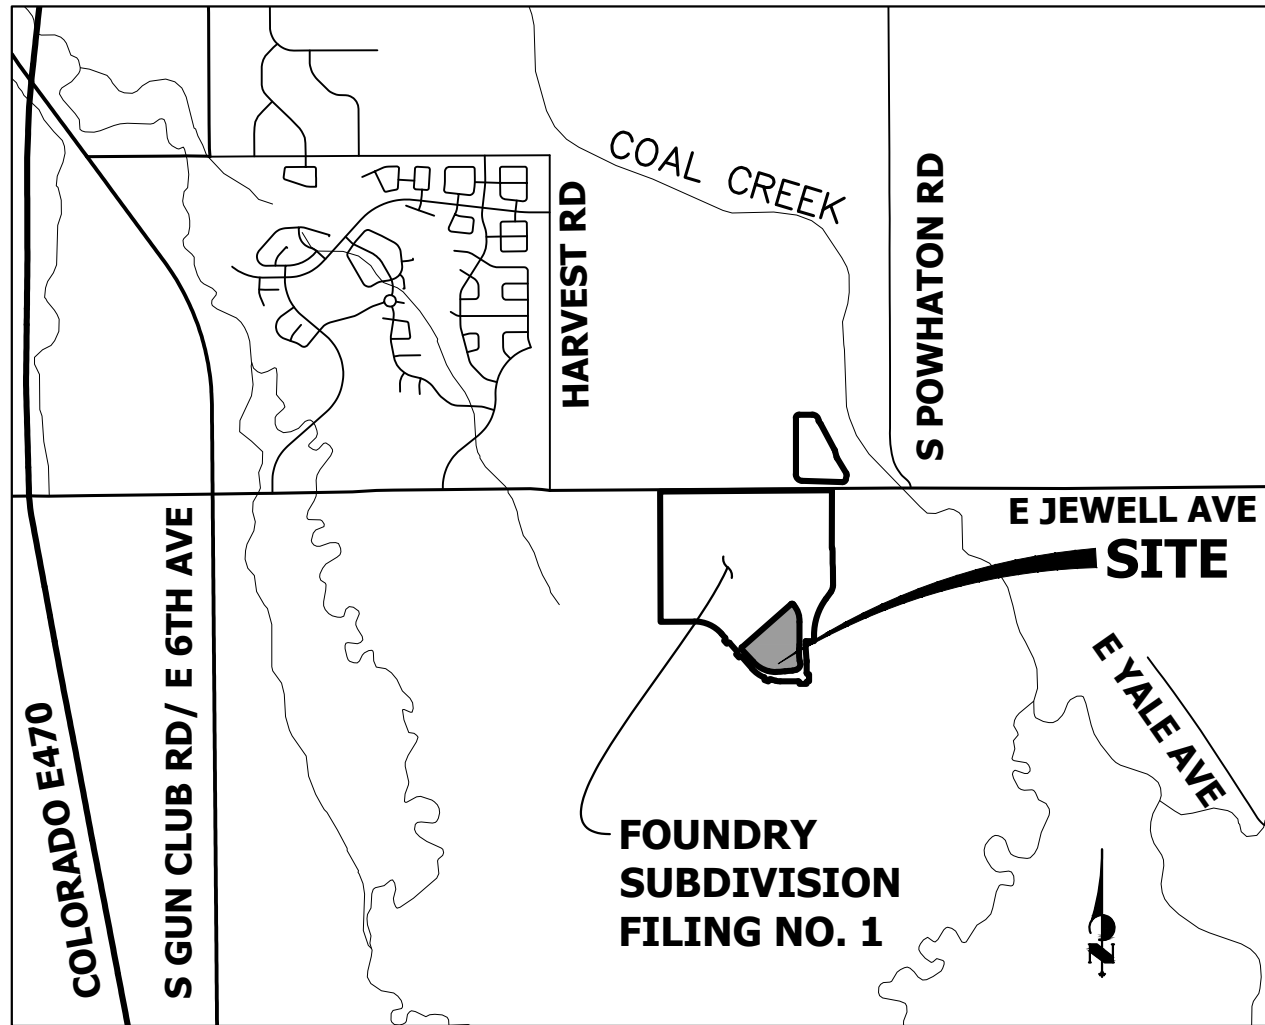 COAL CREEK
HARVEST RD
S POWHATON RD
E JEWELL AVE
SITE
S GUN CLUB RD/ E 6TH AVE
COLORADO E470
E YALE AVE
FOUNDRY
SUBDIVISION
FILING NO. 1
N